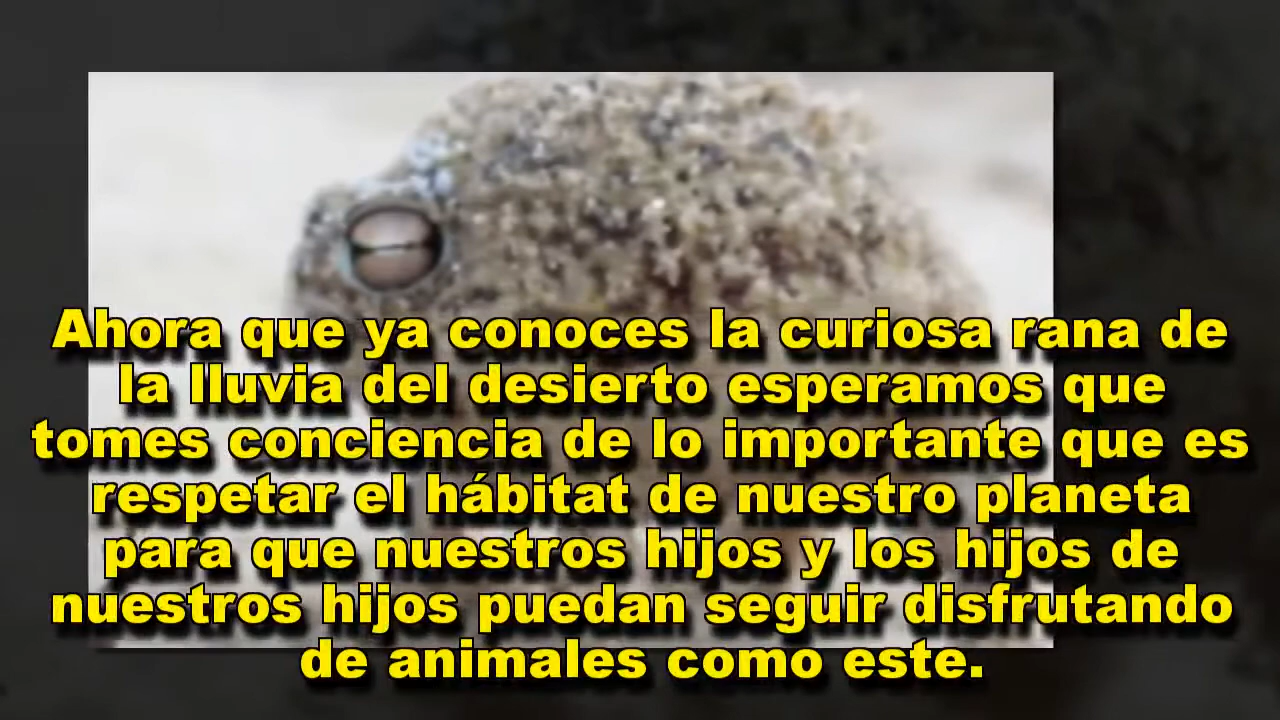 Ahora que ya conoces la curiosa rana de
la lluvia del desierto esperamos que
tomes conciencia de lo importante que es
respetar el hábitat de nuestro planeta
para que nuestros hijos y los hijos de
nuestros hijos puedan seguir disfrutando
de animales como este.